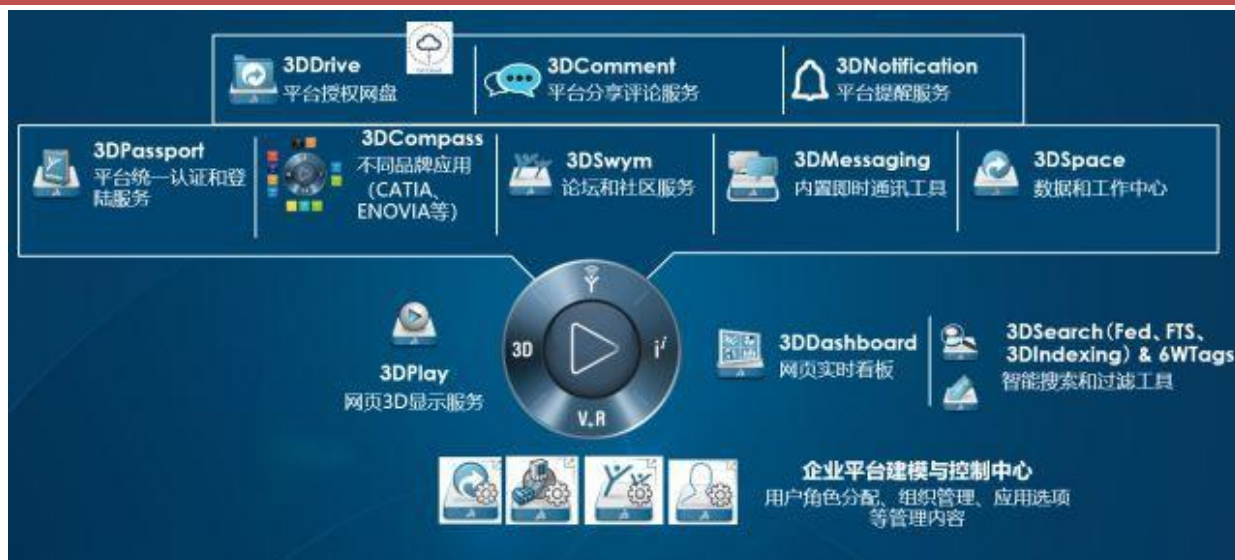 3DDrive
平台授权网盘
3DComment
平台分享评论服务
3DNotification
平台提醒服务
3DPassport
平台统一认证和登
陆服务
3DCompass
不同品牌应用
(CATIA、
ENOVIA等)
3DSwym
论坛和社区服务
3DMessaging
内置即时通讯工具
3DSpace
数据和工作中心
3DPlay
网页3D显示服务
3D
i
V.R
3DDashboard
网页实时看板
3DSearch(Fed、FTS、
3DIndexing) & 6WTags
智能搜索和过滤工具
企业平台建模与控制中心
用户角色分配、组织管理、应用选项
等管理内容